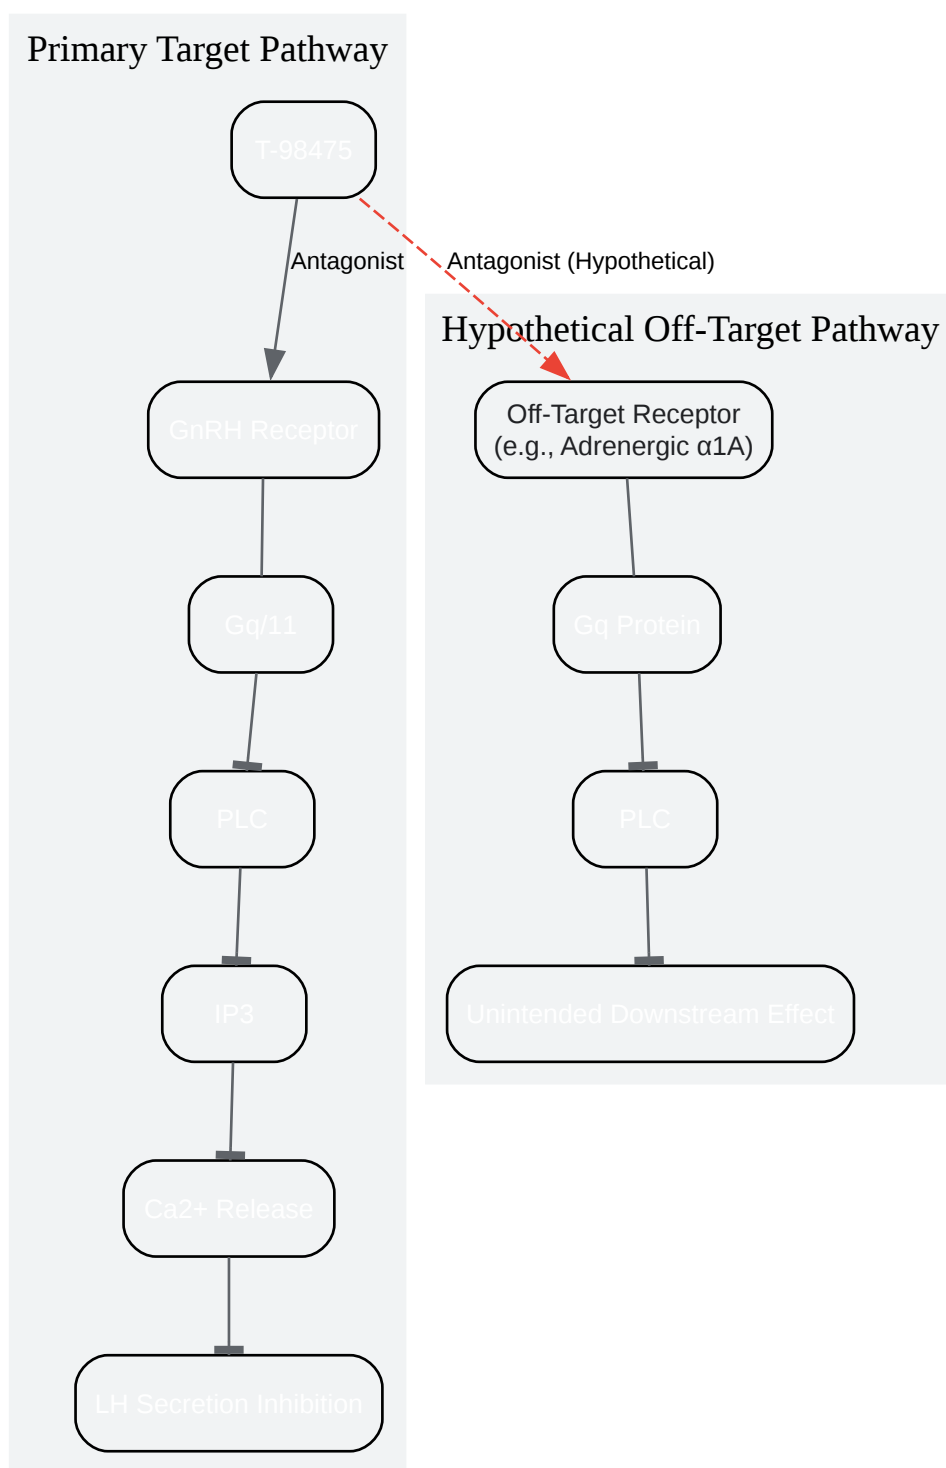 Primary Target Pathway
T-98475
Antagonist
Antagonist (Hypothetical)
Hypothetical Off-Target Pathway
GnRH Receptor
Off-Target Receptor
(e.g., Adrenergic α1A)
Gq/11
Gq Protein
PLC
PLC
IP3
Unintended Downstream Effect
Ca2+ Release
LH Secretion Inhibition